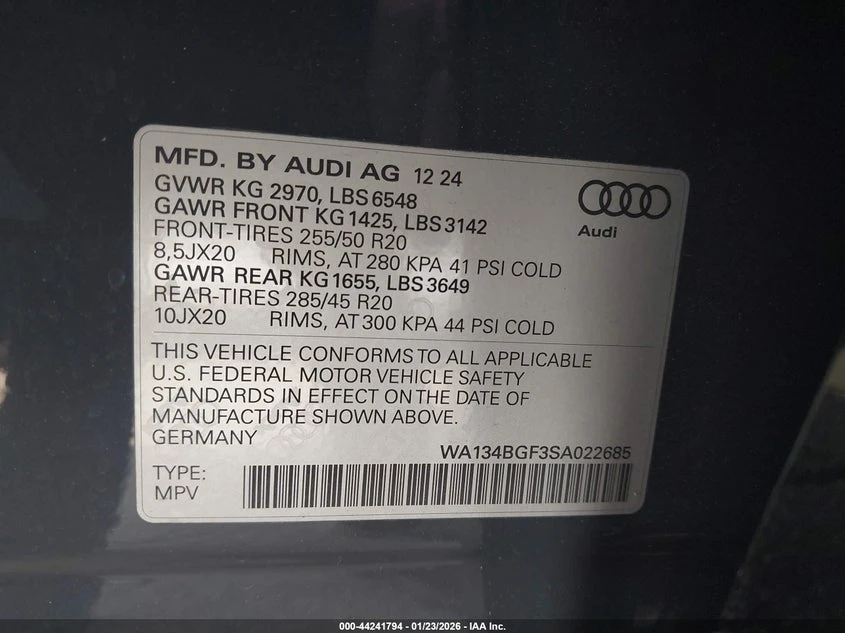 MFD. BY AUDI AG 12 24
GVWR KG 2970, LBS 6548
GAWR FRONT KG 1425, LBS 3142
FRONT-TIRES 255/50 R20
8,5JX20 RIMS, AT 280 KPA 41 PSI COLD
GAWR REAR KG 1655, LBS 3649
REAR-TIRES 285/45 R20
10JX20 RIMS, AT 300 KPA 44 PSI COLD
Audi
THIS VEHICLE CONFORMS TO ALL APPLICABLE
U.S. FEDERAL MOTOR VEHICLE SAFETY
STANDARDS IN EFFECT ON THE DATE OF
MANUFACTURE SHOWN ABOVE.
GERMANY
WA134BGF3SA022685
TYPE:
MPV
000-44241794 - 01/23/2026 - IAA Inc.